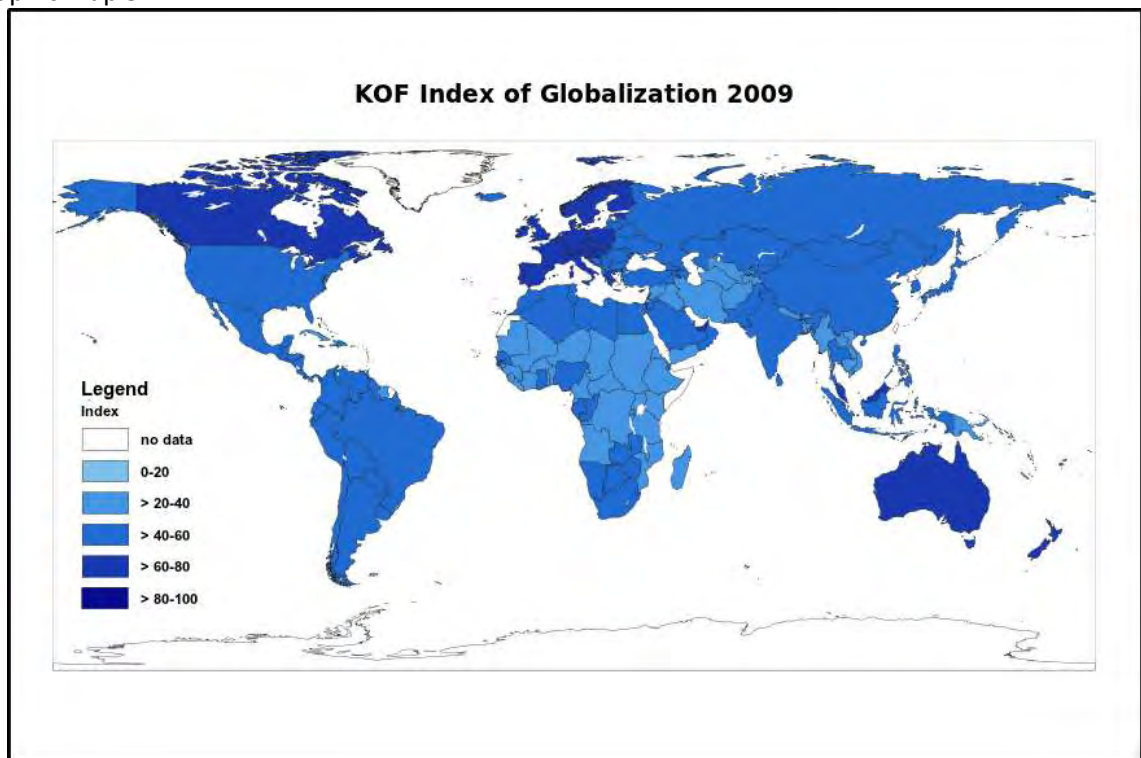 KOF Index of Globalization 2009
Legend
Index
no data
0-20
> 20-40
> 40-60
> 60-80
> 80-100